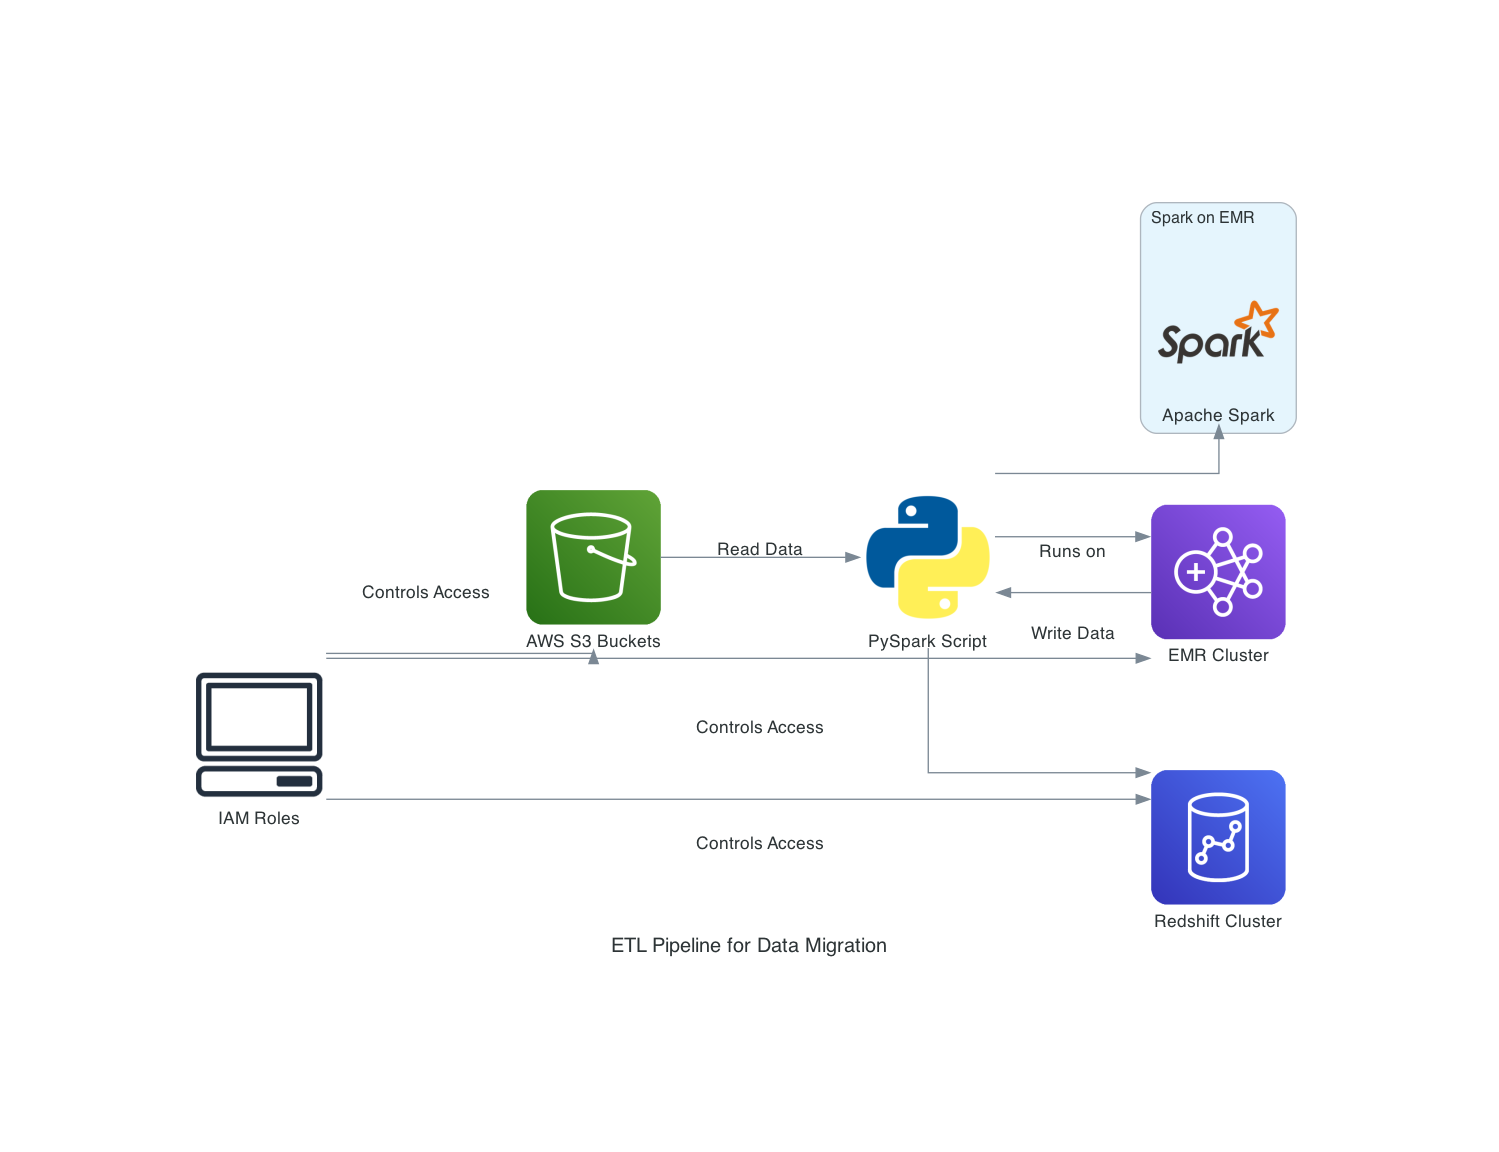 Spark on EMR
Spark
Apache Spark
Read Data
Runs on
Controls Access
Write Data
AWS S3 Buckets
PySpark Script
EMR Cluster
Controls Access
IAM Roles
Controls Access
Redshift Cluster
ETL Pipeline for Data Migration